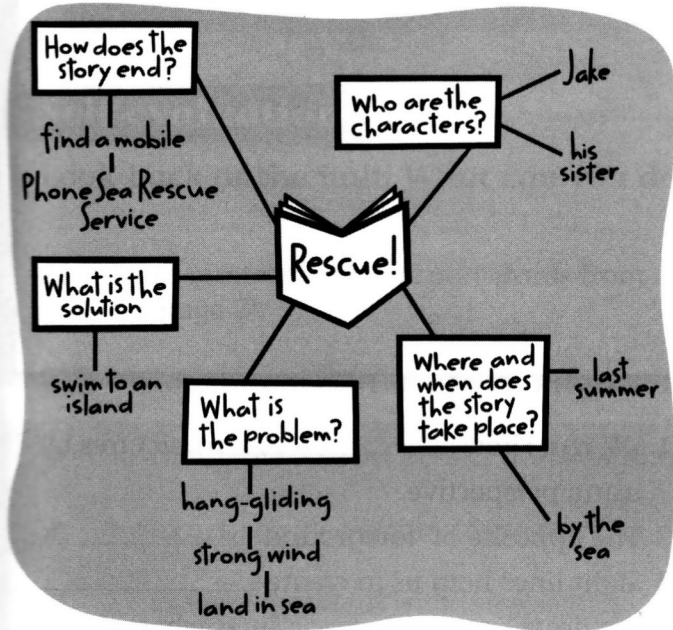 How does the
story end?
find a mobile
Phone Sea Rescue
Service
Who are the
characters?
Jake
his
sister
Rescue!
What is the
solution
swim to an
island
What is
the problem?
hang-gliding
strong wind
land in sea
Where and
when does
the story
take place?
last
summer
by the
sea